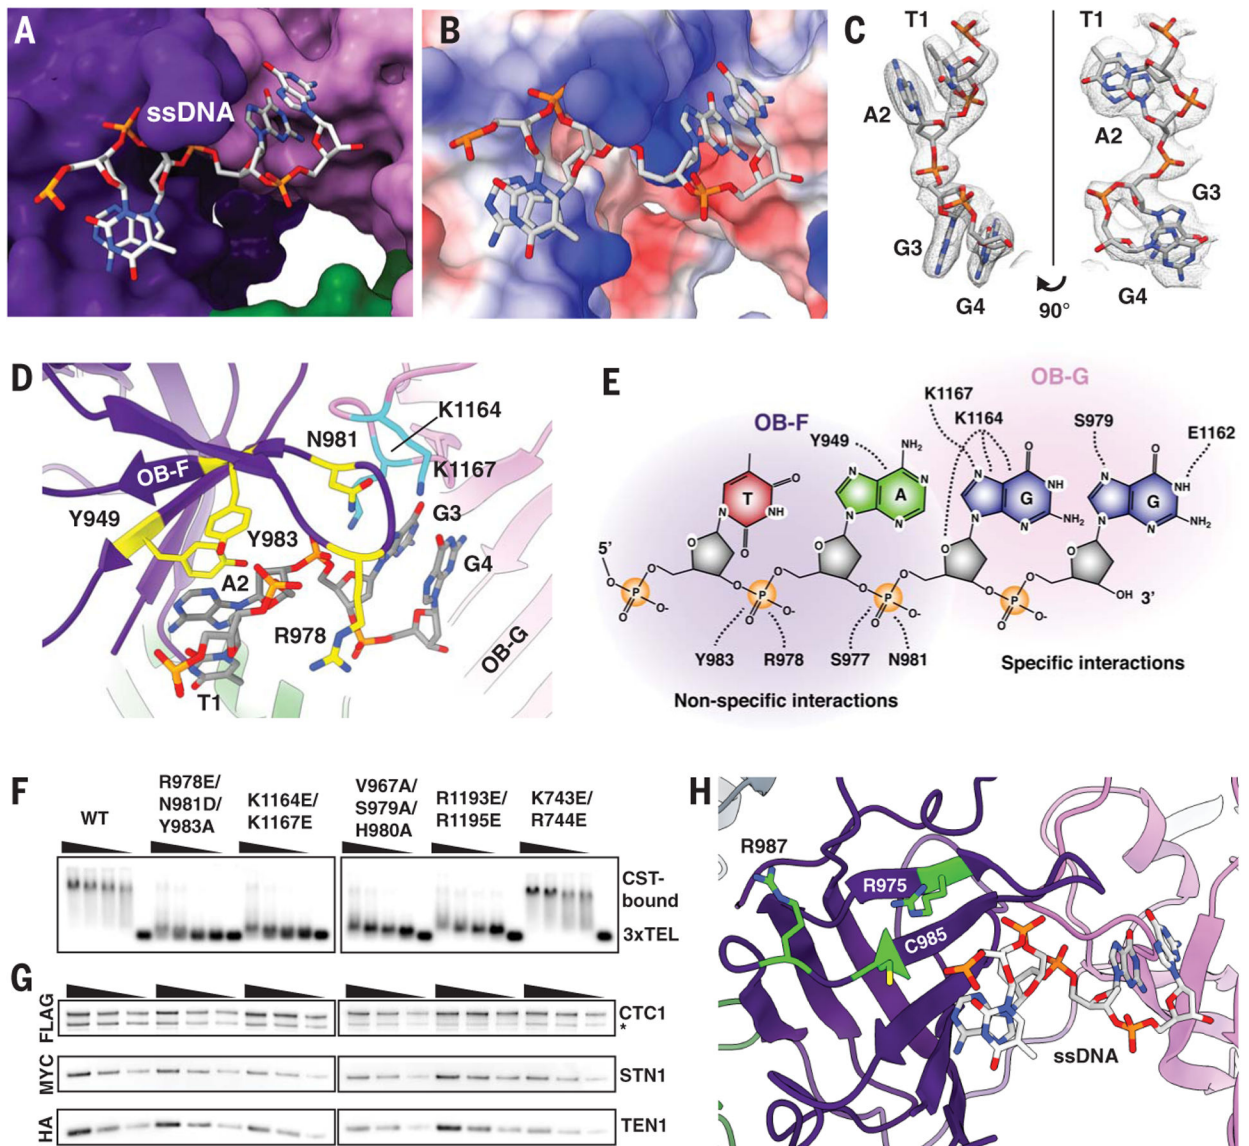 A
ssDNA
B
C
T1
T1
A2
A2
G3
G3
G4
G4
90°
D
OB-F
N981
K1164
K1167
Y949
Y983
G3
A2
G4
R978
OB-G
T1
E
OB-G
K1167
K1164
S979
E1162
OB-F
Y949
NH₂
O
O
N
N
N
N
T
O
A
N
G
NH
G
NH
N
NH
N
N
N
N
NH₂
N
N
NH₂
O
5'
O
O
O
O
O-
P
O-
O
O
P
O-
O
O
P
O-
O
O
P
O-
O
OH
3'
Y983
R978
S977
N981
Specific interactions
Non-specific interactions
F
WT
R978E/
N981D/
Y983A
K1164E/
K1167E
V967A/
S979A/
H980A
R1193E/
R1195E
K743E/
R744E
CST-
bound
3xTEL
G
FLAG
CTC1
*
MYC
STN1
HA
TEN1
H
R987
R975
C985
ssDNA